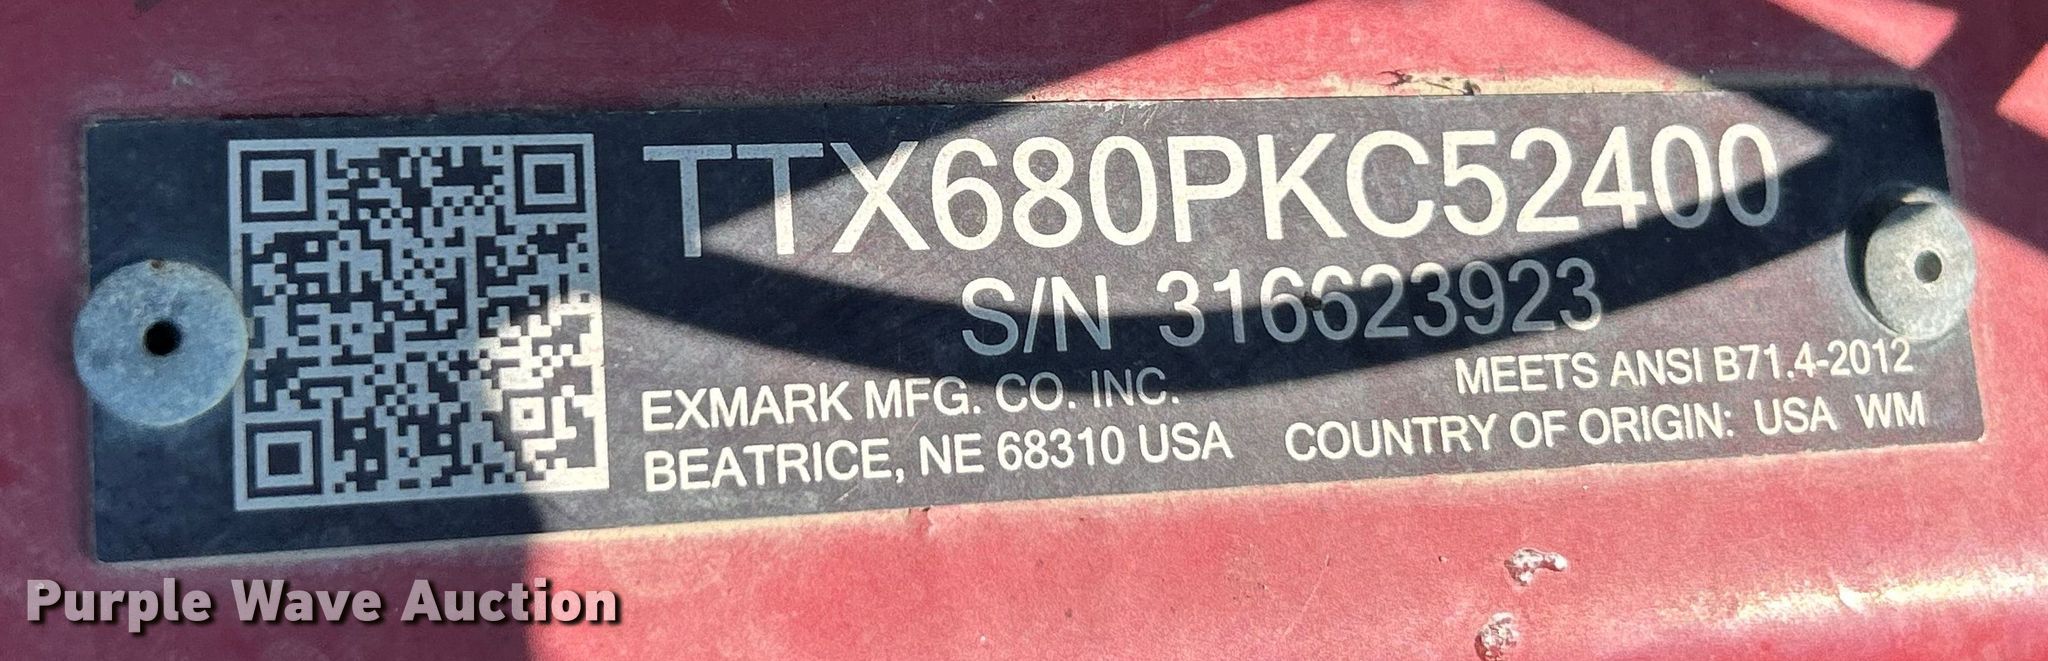 TTX680PKC52400
S/N 316623923
EXMARK MFG. CO. INC.
BEATRICE, NE 68310 USA
MEETS ANSI B71.4-2012
COUNTRY OF ORIGIN: USA WM
Purple Wave Auction